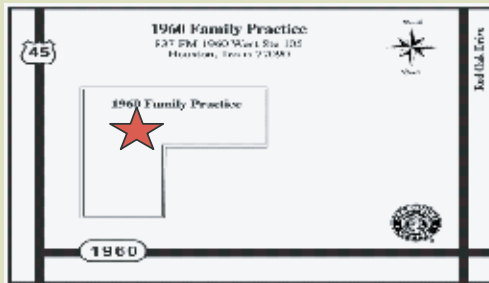 1960 Family Practice
837 FM 1960 West Ste 105
Houston, Texas 77090
45
Red Oak Drive
1960 Family Practice
1960